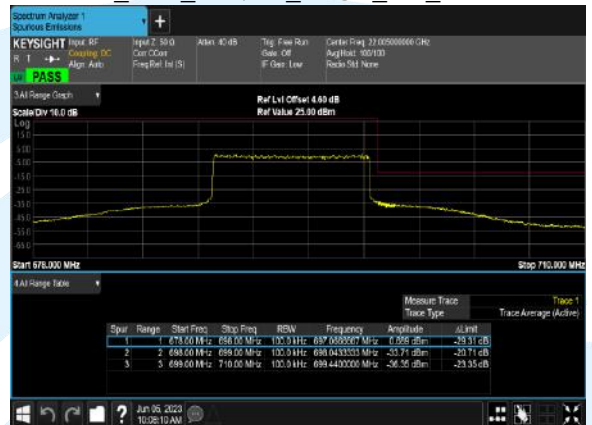 Spectrum Analyzer 1
Spurious Emissions
+
KEYSIGHT Input: RF Input Z: 50 Ω Atten: 40 dB Trig: Free Run Center Freq: 22.005000000 GHz
R T Coupling: DC Corr CCorr Gate: Off Avg|Hold: 100/100
Align: Auto Freq Ref: Int (S) IF Gain: Low Radio Std: None
PASS
3 All Range Graph
Ref Lvl Offset 4.60 dB
Scale/Div 10.0 dB Ref Value 25.00 dBm
Log
15.0
5.00
-5.00
-15.0
-25.0
-35.0
-45.0
-55.0
-65.0
Start 678.000 MHz Stop 710.000 MHz
4 All Range Table
Measure Trace Trace 1
Trace Type Trace Average (Active)
Spur Range Start Freq Stop Freq RBW Frequency Amplitude ΔLimit
1 1 678.00 MHz 698.00 MHz 100.0 kHz 697.0666667 MHz 0.689 dBm -29.31 dB
2 2 698.00 MHz 699.00 MHz 100.0 kHz 698.0433333 MHz -33.71 dBm -20.71 dB
3 3 699.00 MHz 710.00 MHz 100.0 kHz 699.4400000 MHz -36.35 dBm -23.35 dB
?
Jun 05, 2023
10:08:10 AM